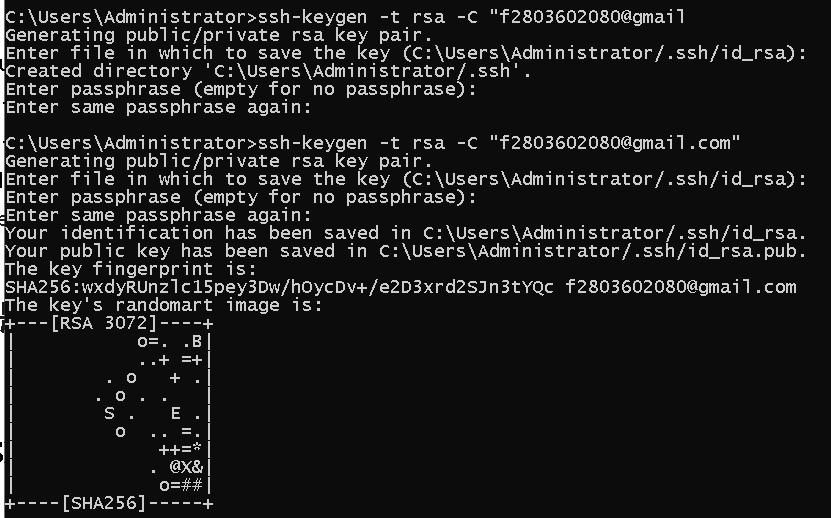 C:\Users\Administrator>ssh-keygen -t rsa -C "f2803602080@gmail
Generating public/private rsa key pair.
Enter file in which to save the key (C:\Users\Administrator/.ssh/id_rsa):
Created directory 'C:\Users\Administrator/.ssh'.
Enter passphrase (empty for no passphrase):
Enter same passphrase again:
C:\Users\Administrator>ssh-keygen -t rsa -C "f2803602080@gmail.com"
Generating public/private rsa key pair.
Enter file in which to save the key (C:\Users\Administrator/.ssh/id_rsa):
Enter passphrase (empty for no passphrase):
Enter same passphrase again:
Your identification has been saved in C:\Users\Administrator/.ssh/id_rsa.
Your public key has been saved in C:\Users\Administrator/.ssh/id_rsa.pub.
The key fingerprint is:
SHA256:wxdyRUnzlc15pey3Dw/hOycDv+/e2D3xrd2SJn3tYQc f2803602080@gmail.com
The key's randomart image is:
+---[RSA 3072]----+
|           o=. .B|
|           ..+ =+|
|        . o   + .|
|       . o . .   |
|        S .   E .|
|         o  .. =.|
|             ++=*|
|            . @X&|
|             o=##|
+----[SHA256]-----+